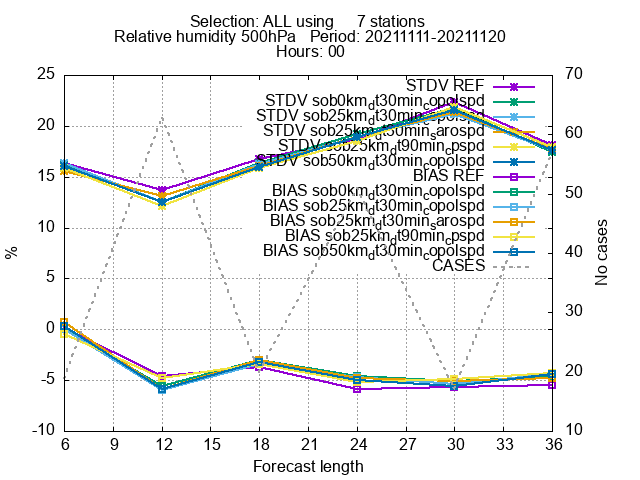 Selection: ALL using 7 stations
Relative humidity 500hPa Period: 20211111-20211120
Hours: 00
25
20
15
10
5
0
-5
-10
%
70
60
50
40
30
20
10
No cases
STDV REF
STDV sob0km_dt30min_copolspd
STDV sob25km_dt30min_copolspd
STDV sob25km_dt30min_sarospd
STDV sob25km_dt90min_cpspd
STDV sob50km_dt30min_copolspd
BIAS REF
BIAS sob0km_dt30min_copolspd
BIAS sob25km_dt30min_copolspd
BIAS sob25km_dt30min_sarospd
BIAS sob25km_dt90min_cpspd
BIAS sob50km_dt30min_copolspd
CASES
6 9 12 15 18 21 24 27 30 33 36
Forecast length